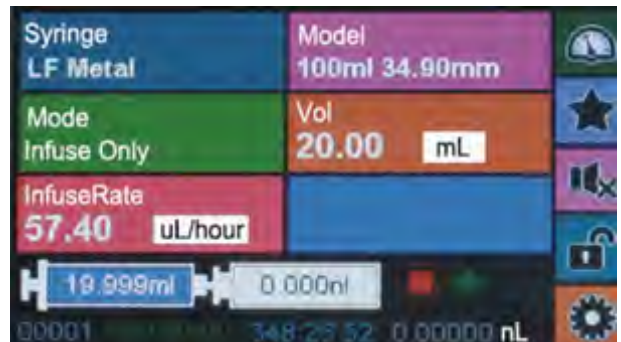 Syringe
LF Metal
Model
100ml 34.90mm
Mode
Infuse Only
Vol
20.00 mL
InfuseRate
57.40 uL/hour
19.999ml
0.000nl
00001 348:25:52 0.00000 nL